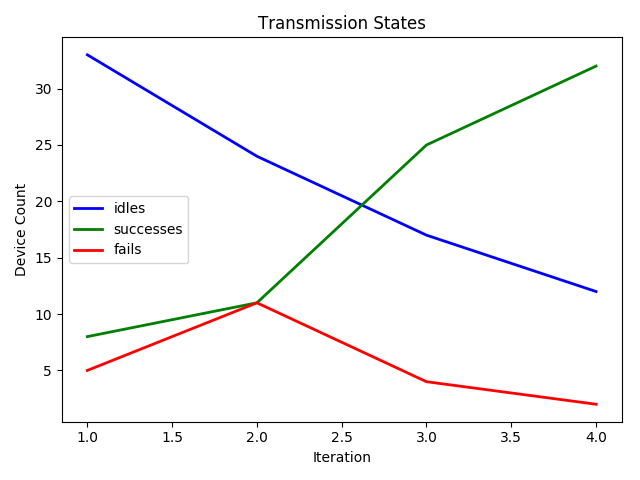 Transmission States
Device Count
30
25
20
15
10
5
idles
successes
fails
1.0 1.5 2.0 2.5 3.0 3.5 4.0
Iteration